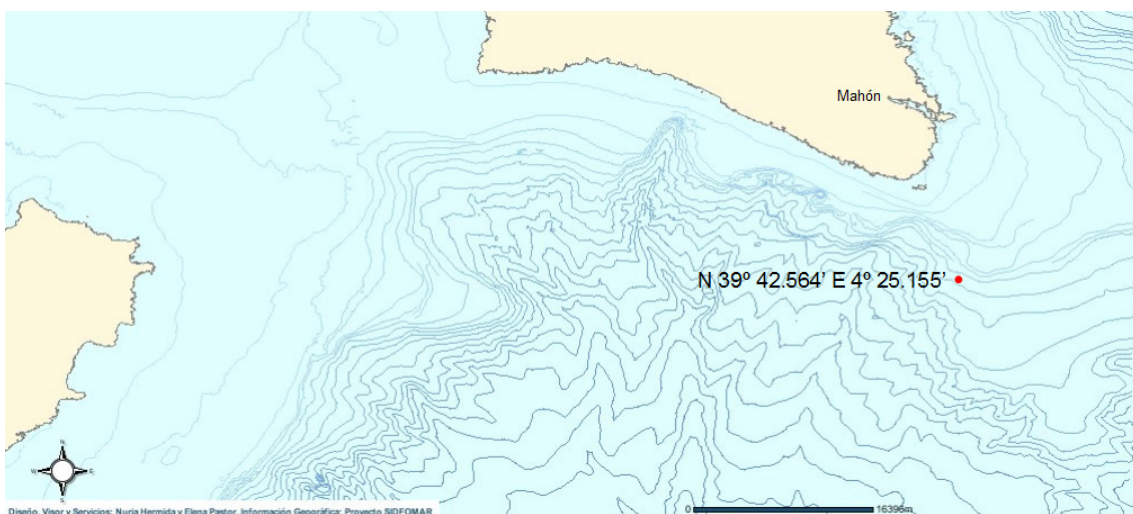 Mahón
N 39º 42.564’ E 4º 25.155’
N
W E
S
0 16396m
Diseño, Visor y Servicios: Nuria Hermida y Elena Pastor. Información Geográfica: Proyecto SIDEOMAR